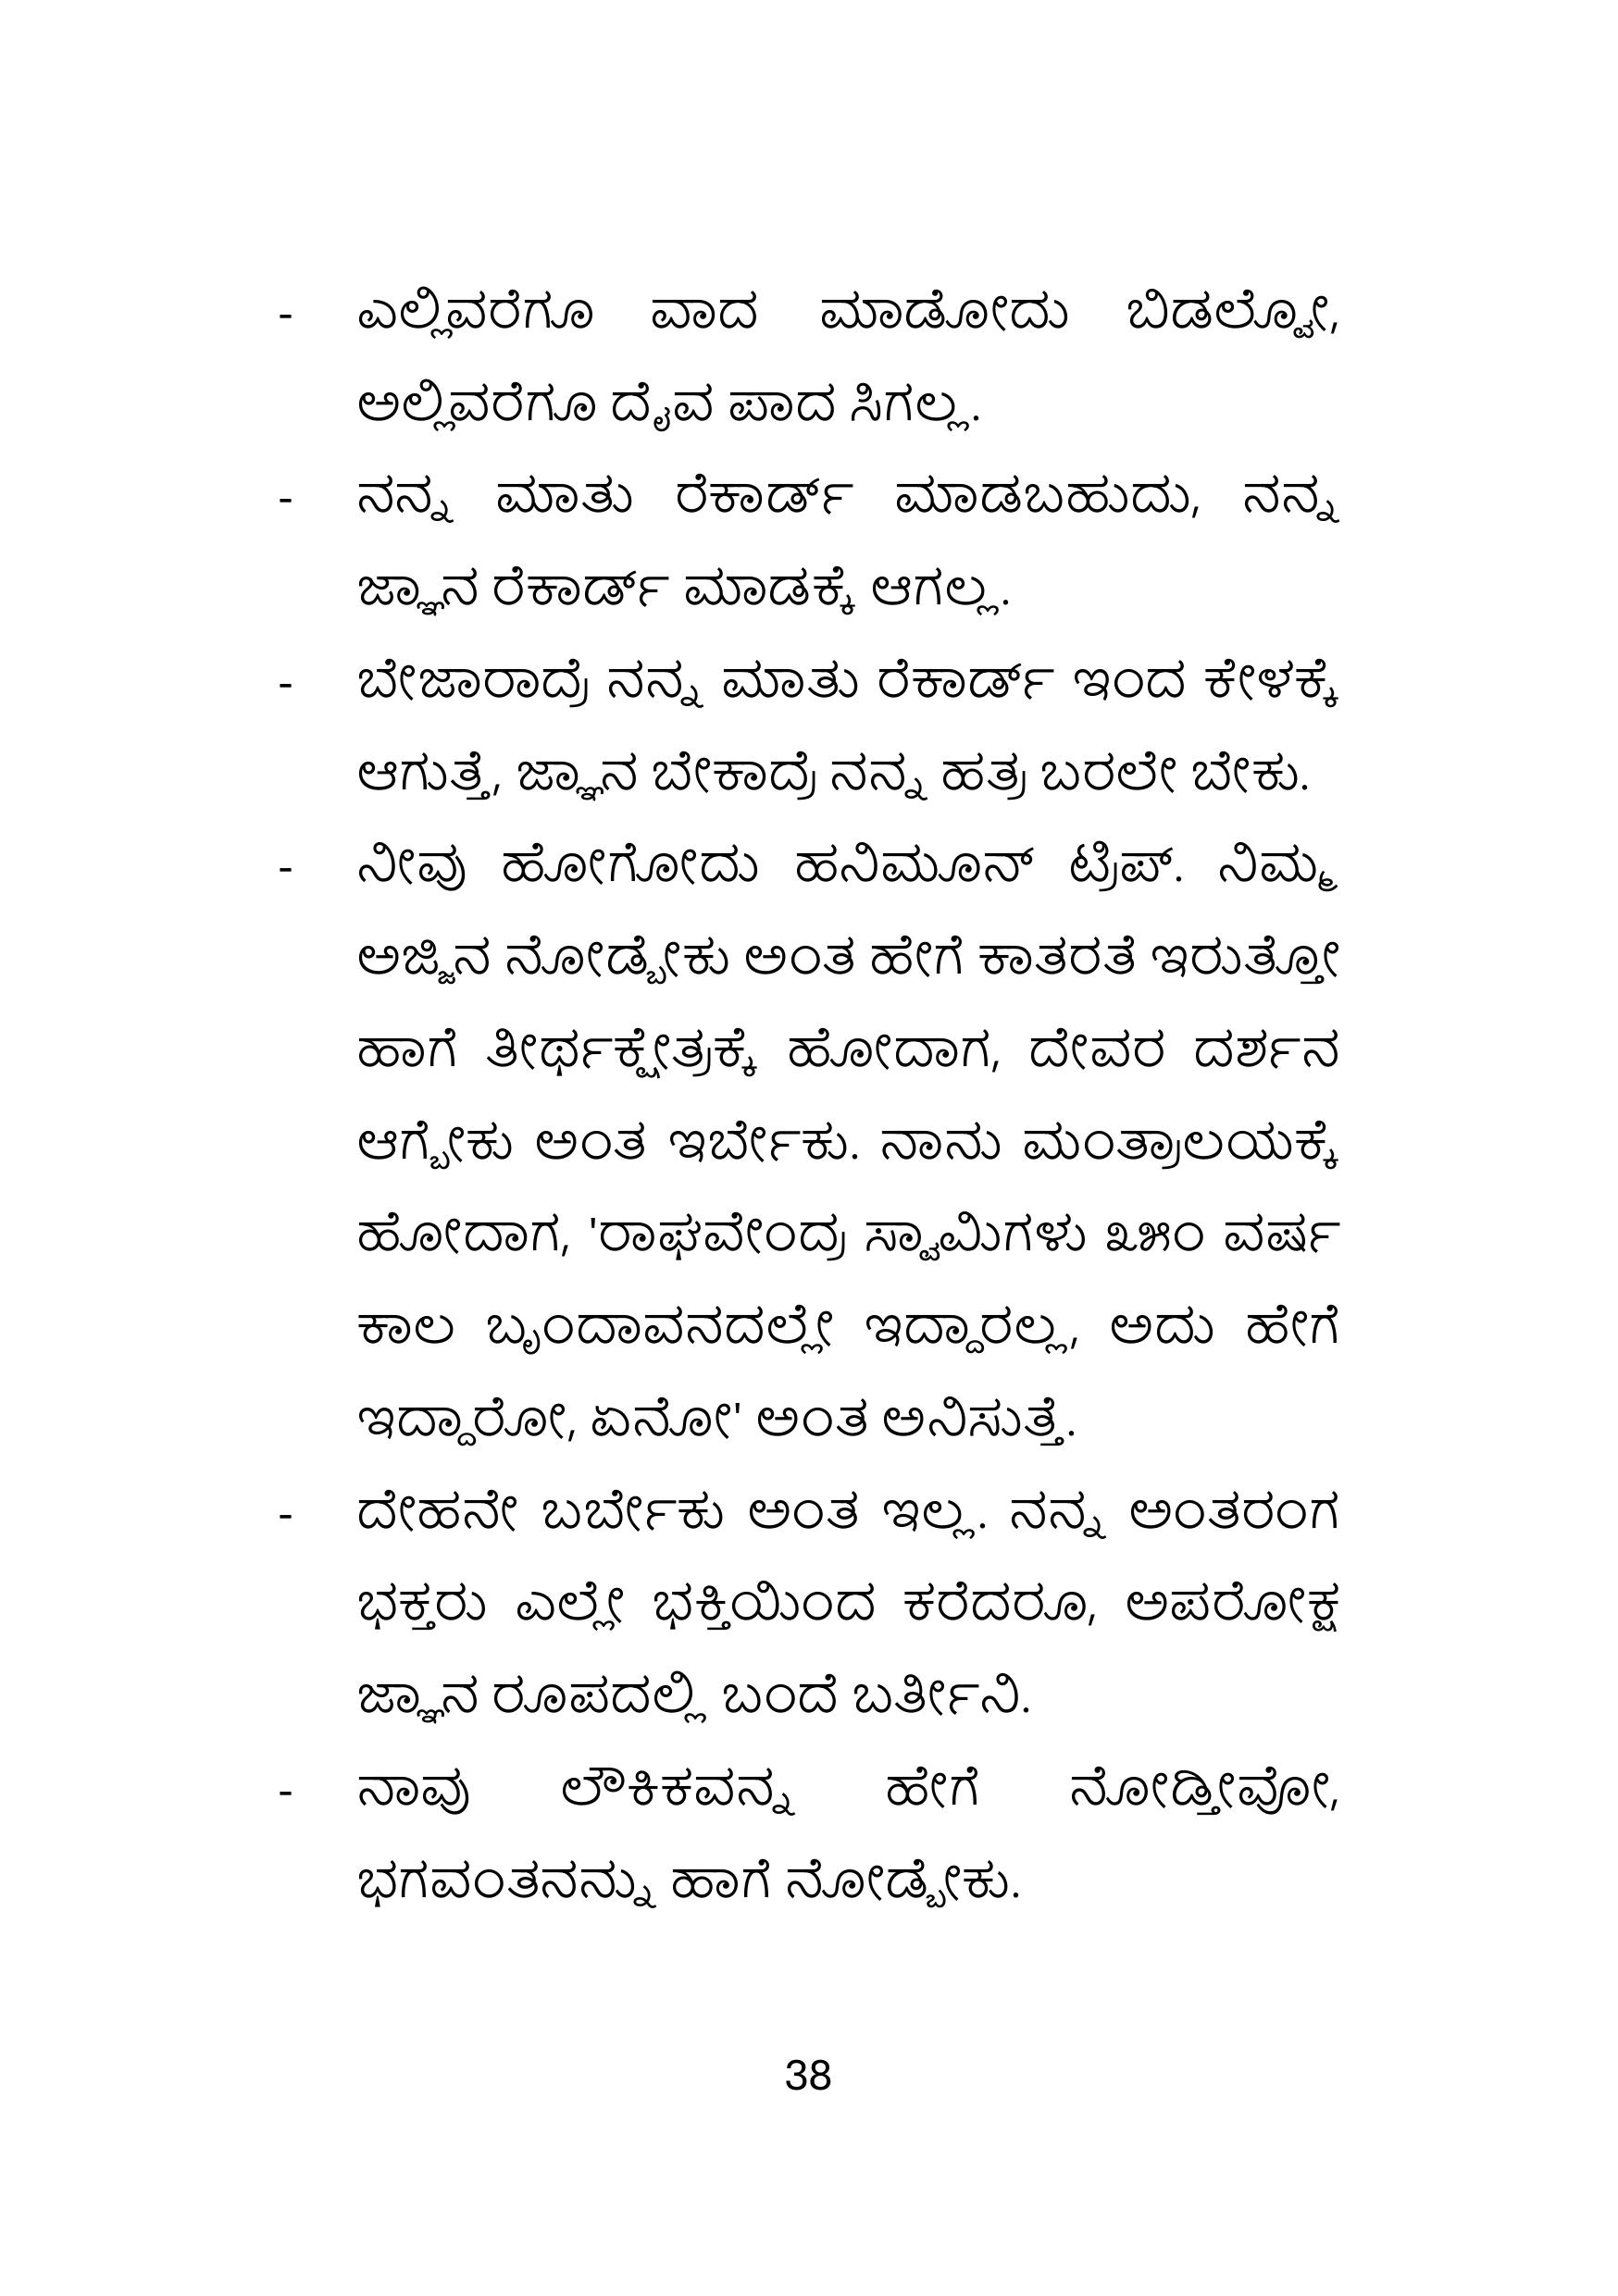 - ಎಲ್ಲಿವರೆಗೂ ವಾದ ಮಾಡೋದು ಬಿಡಲ್ವೋ,
ಅಲ್ಲಿವರೆಗೂ ದೈವ ಪಾದ ಸಿಗಲ್ಲ.
- ನನ್ನ ಮಾತು ರೆಕಾರ್ಡ್ ಮಾಡಬಹುದು, ನನ್ನ
ಜ್ಞಾನ ರೆಕಾರ್ಡ್ ಮಾಡಕ್ಕೆ ಆಗಲ್ಲ.
- ಬೇಜಾರಾದ್ರೆ ನನ್ನ ಮಾತು ರೆಕಾರ್ಡ್ ಇಂದ ಕೇಳಕ್ಕೆ
ಆಗುತ್ತೆ, ಜ್ಞಾನ ಬೇಕಾದ್ರೆ ನನ್ನ ಹತ್ರ ಬರಲೇ ಬೇಕು.
- ನೀವು ಹೋಗೋದು ಹನಿಮೂನ್ ಟ್ರಿಪ್. ನಿಮ್ಮ
ಅಜ್ಜಿನ ನೋಡ್ಬೇಕು ಅಂತ ಹೇಗೆ ಕಾತರತೆ ಇರುತ್ತೋ
ಹಾಗೆ ತೀರ್ಥಕ್ಷೇತ್ರಕ್ಕೆ ಹೋದಾಗ, ದೇವರ ದರ್ಶನ
ಆಗ್ಬೇಕು ಅಂತ ಇರ್ಬೇಕು. ನಾನು ಮಂತ್ರಾಲಯಕ್ಕೆ
ಹೋದಾಗ, 'ರಾಘವೇಂದ್ರ ಸ್ವಾಮಿಗಳು ೩೫೦ ವರ್ಷ
ಕಾಲ ಬೃಂದಾವನದಲ್ಲೇ ಇದ್ದಾರಲ್ಲ, ಅದು ಹೇಗೆ
ಇದ್ದಾರೋ, ಏನೋ' ಅಂತ ಅನಿಸುತ್ತೆ.
- ದೇಹನೇ ಬರ್ಬೇಕು ಅಂತ ಇಲ್ಲ. ನನ್ನ ಅಂತರಂಗ
ಭಕ್ತರು ಎಲ್ಲೇ ಭಕ್ತಿಯಿಂದ ಕರೆದರೂ, ಅಪರೋಕ್ಷ
ಜ್ಞಾನ ರೂಪದಲ್ಲಿ ಬಂದೆ ಬರ್ತೀನಿ.
- ನಾವು ಲೌಕಿಕವನ್ನ ಹೇಗೆ ನೋಡ್ತೀವೋ,
ಭಗವಂತನನ್ನು ಹಾಗೆ ನೋಡ್ಬೇಕು.
38